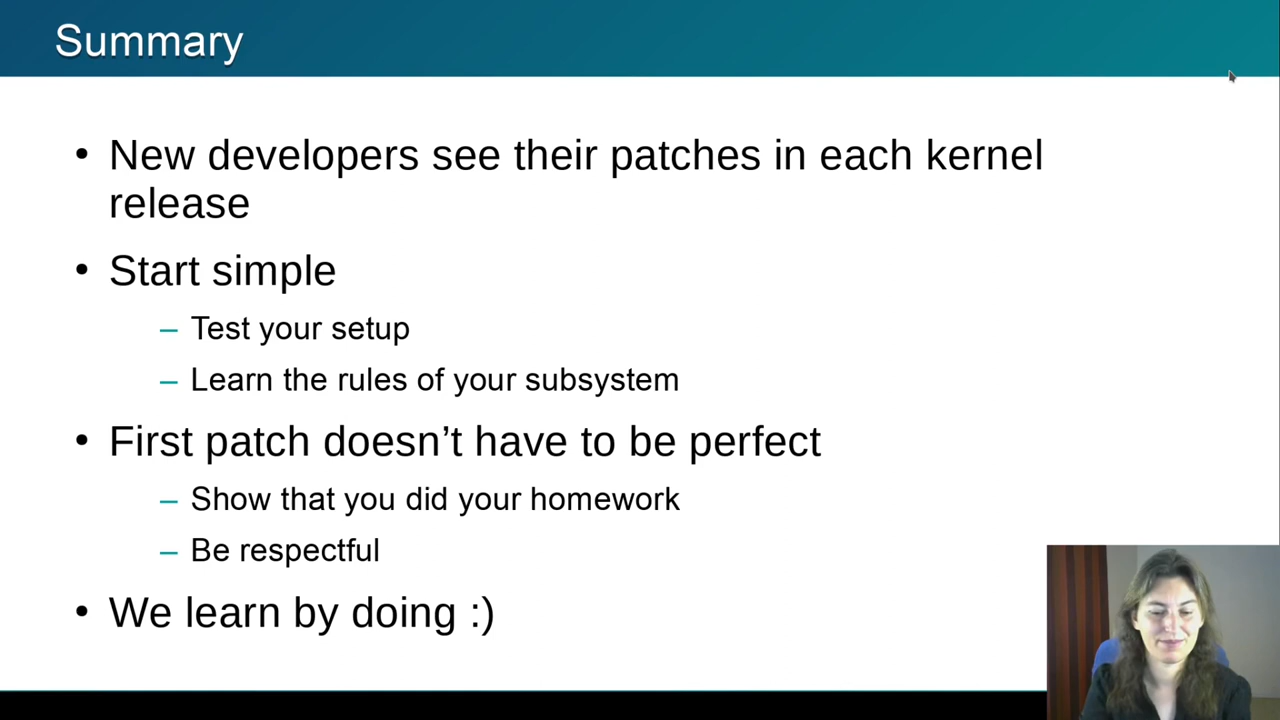 Summary
• New developers see their patches in each kernel
release
• Start simple
– Test your setup
– Learn the rules of your subsystem
• First patch doesn’t have to be perfect
– Show that you did your homework
– Be respectful
• We learn by doing :)